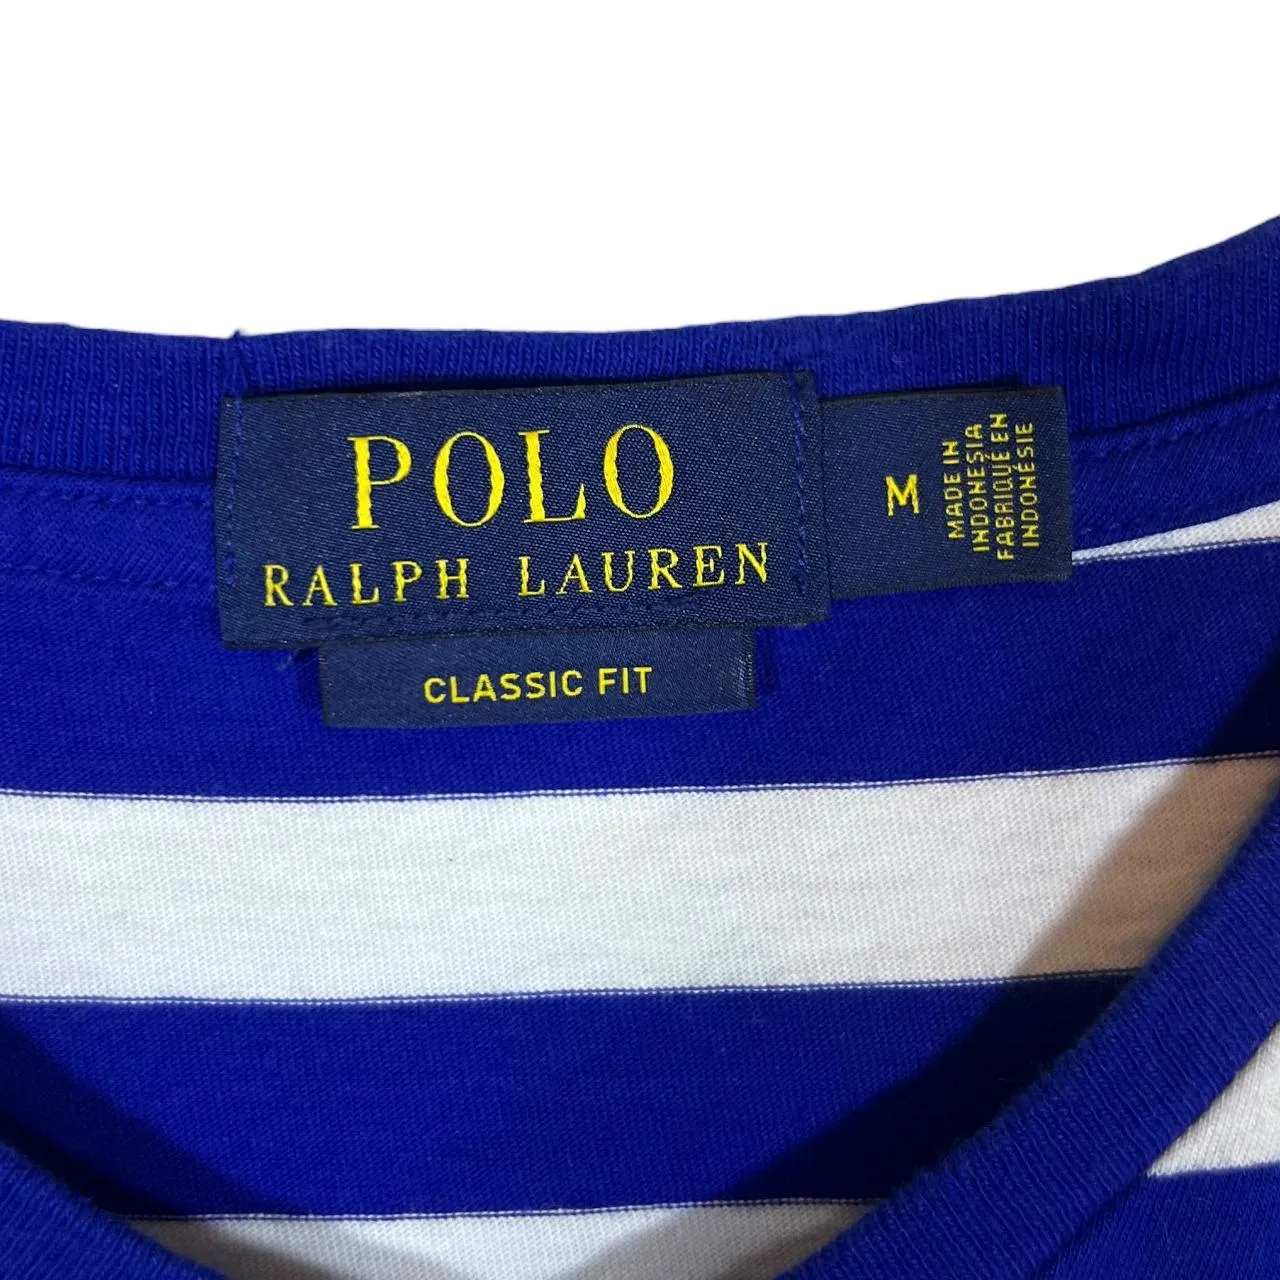 POLO
RALPH LAUREN
CLASSIC FIT
M
MADE IN
INDONESIA
FABRIQUÉ EN
INDONÉSIE